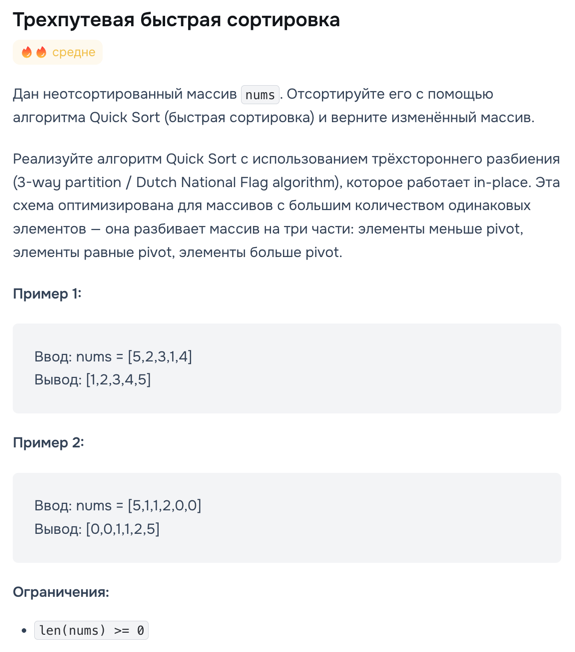 Трехпутевая быстрая сортировка
🔥🔥 средне
Дан неотсортированный массив nums. Отсортируйте его с помощью
алгоритма Quick Sort (быстрая сортировка) и верните изменённый массив.
Реализуйте алгоритм Quick Sort с использованием трёхстороннего разбиения
(3-way partition / Dutch National Flag algorithm), которое работает in-place. Эта
схема оптимизирована для массивов с большим количеством одинаковых
элементов — она разбивает массив на три части: элементы меньше pivot,
элементы равные pivot, элементы больше pivot.
Пример 1:
Ввод: nums = [5,2,3,1,4]
Вывод: [1,2,3,4,5]
Пример 2:
Ввод: nums = [5,1,1,2,0,0]
Вывод: [0,0,1,1,2,5]
Ограничения:
• len(nums) >= 0